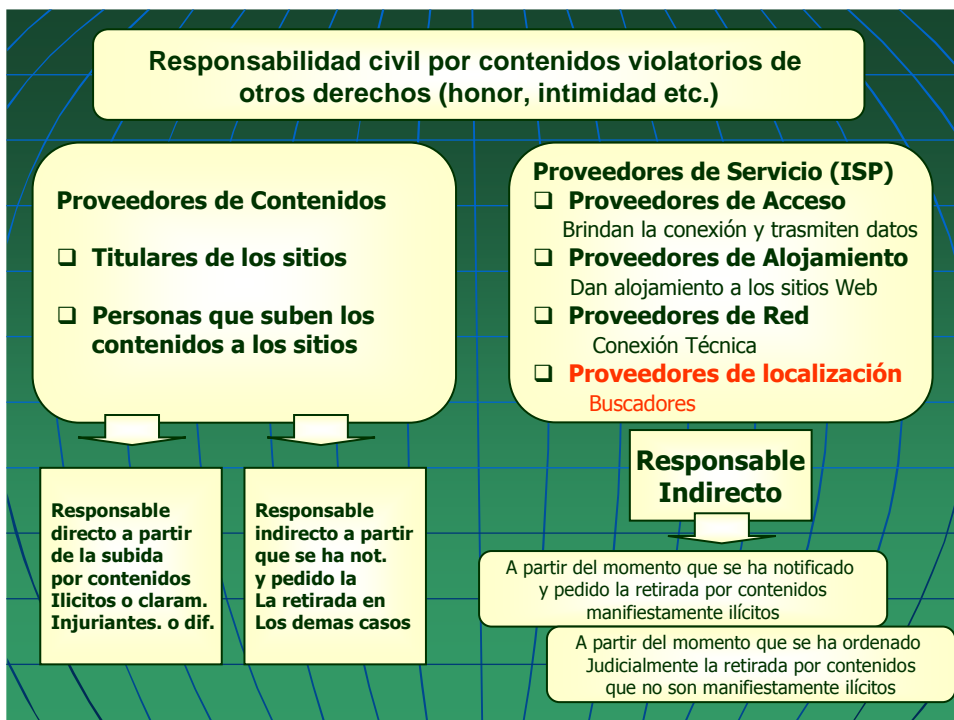 Responsabilidad civil por contenidos violatorios de
otros derechos (honor, intimidad etc.)
Proveedores de Contenidos
❑ Titulares de los sitios
❑ Personas que suben los
contenidos a los sitios
Proveedores de Servicio (ISP)
❑ Proveedores de Acceso
Brindan la conexión y trasmiten datos
❑ Proveedores de Alojamiento
Dan alojamiento a los sitios Web
❑ Proveedores de Red
Conexión Técnica
❑ Proveedores de localización
Buscadores
Responsable
directo a partir
de la subida
por contenidos
Ilicitos o claram.
Injuriantes. o dif.
Responsable
indirecto a partir
que se ha not.
y pedido la
La retirada en
Los demas casos
Responsable
Indirecto
A partir del momento que se ha notificado
y pedido la retirada por contenidos
manifiestamente ilícitos
A partir del momento que se ha ordenado
Judicialmente la retirada por contenidos
que no son manifiestamente ilícitos